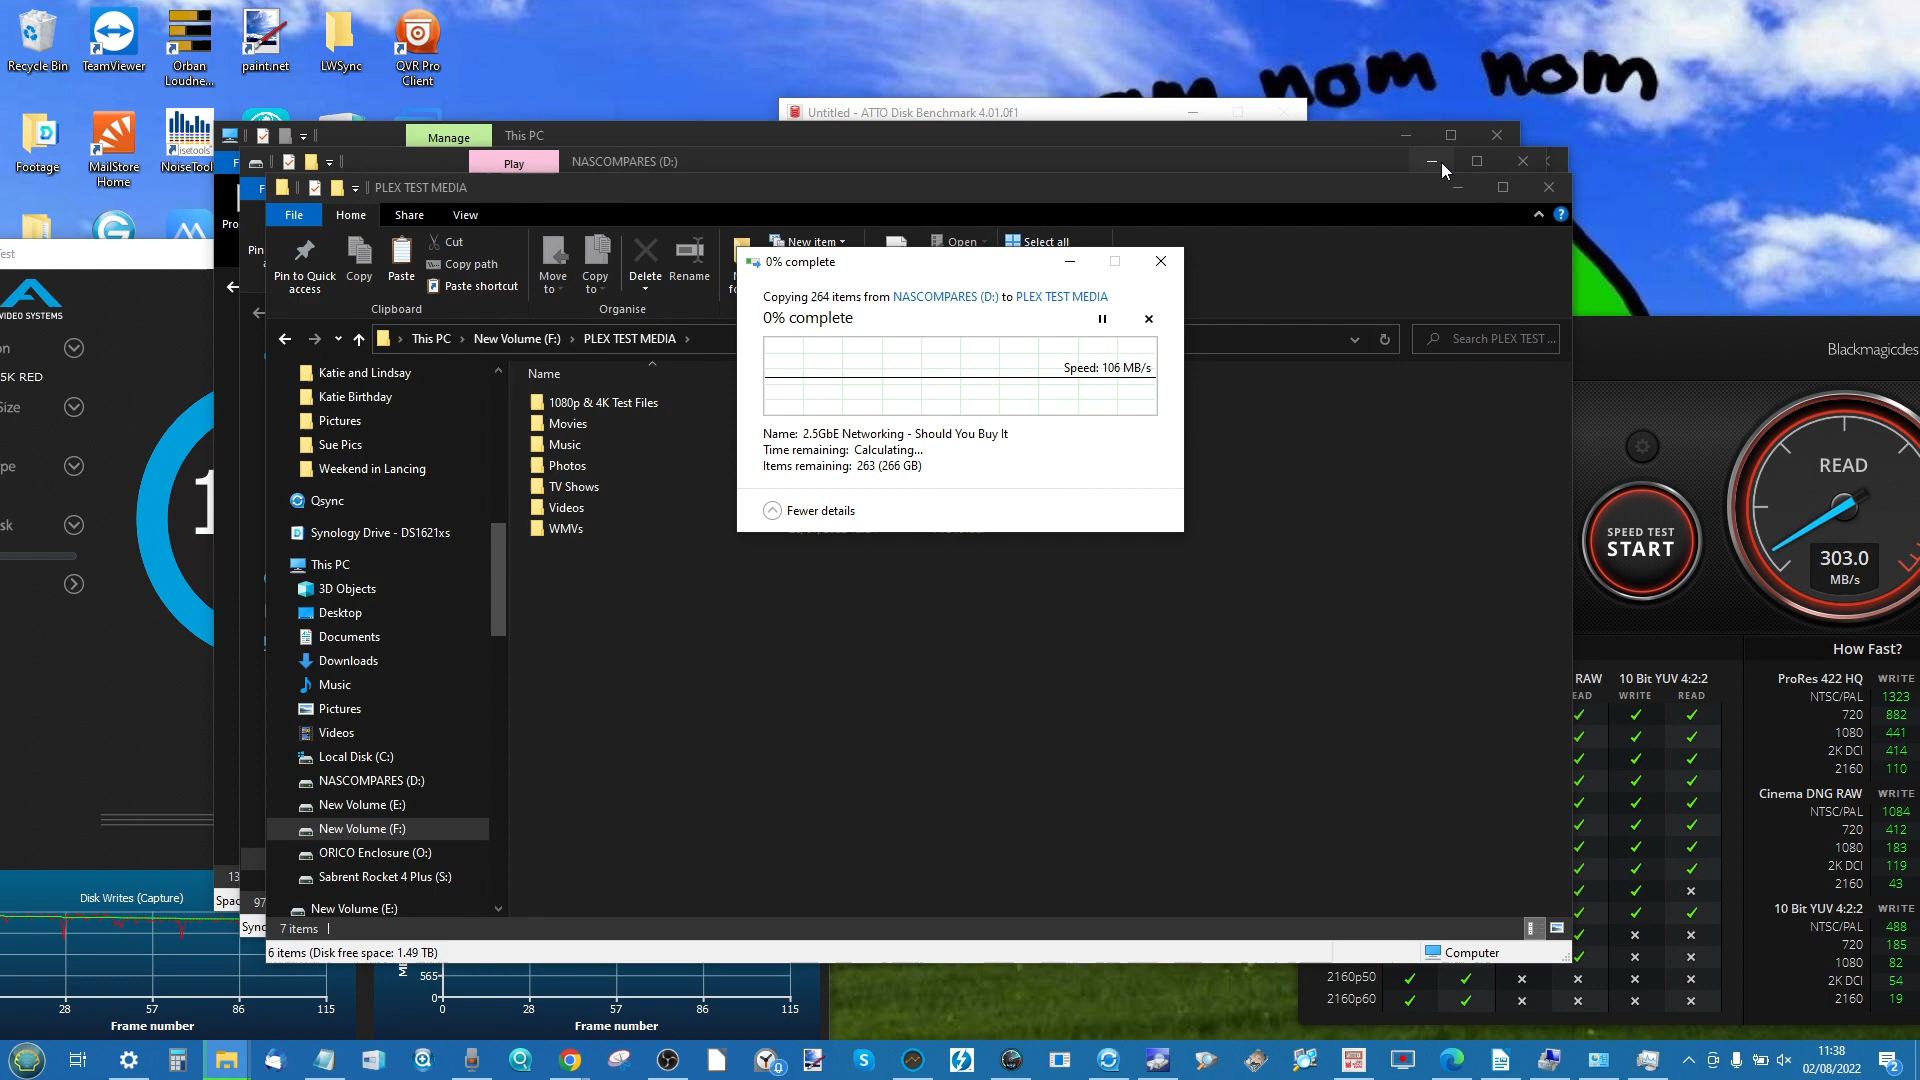 Recycle Bin
TeamViewer
Orban Loudne...
paint.net
LWSync
QVR Pro Client
nom nom
Footage
MailStore Home
NoiseTool
Untitled - ATTO Disk Benchmark 4.01.0f1
Manage
This PC
Play
NASCOMPARES (D:)
PLEX TEST MEDIA
File
Home
Share
View
Pin to Quick access
Copy
Paste
Cut
Copy path
Paste shortcut
Clipboard
Move to
Copy to
Delete
Rename
Organise
New item
Open
Select all
This PC
New Volume (F:)
PLEX TEST MEDIA
Search PLEX TEST ...
0% complete
Copying 264 items from NASCOMPARES (D:) to PLEX TEST MEDIA
0% complete
Speed: 106 MB/s
Name: 2.5GbE Networking - Should You Buy It
Time remaining: Calculating...
Items remaining: 263 (266 GB)
Fewer details
Katie and Lindsay
Katie Birthday
Pictures
Sue Pics
Weekend in Lancing
Qsync
Synology Drive - DS1621xs
This PC
3D Objects
Desktop
Documents
Downloads
Music
Pictures
Videos
Local Disk (C:)
NASCOMPARES (D:)
New Volume (E:)
New Volume (F:)
ORICO Enclosure (O:)
Sabrent Rocket 4 Plus (S:)
New Volume (E:)
Name
1080p & 4K Test Files
Movies
Music
Photos
TV Shows
Videos
WMVs
7 items
6 items (Disk free space: 1.49 TB)
Computer
VIDEO SYSTEMS
5K RED
Disk Writes (Capture)
28 57 86 115
Frame number
565
0
0 28 57 86 115
Frame number
Blackmagicdes
READ
303.0
MB/s
SPEED TEST
START
How Fast?
RAW 10 Bit YUV 4:2:2
EAD WRITE READ
2160p50
2160p60
ProRes 422 HQ WRITE
NTSC/PAL 1323
720 882
1080 441
2K DCI 414
2160 110
Cinema DNG RAW WRITE
NTSC/PAL 1084
720 412
1080 183
2K DCI 119
2160 43
10 Bit YUV 4:2:2 WRITE
NTSC/PAL 488
720 185
1080 82
2K DCI 54
2160 19
11:38
02/08/2022